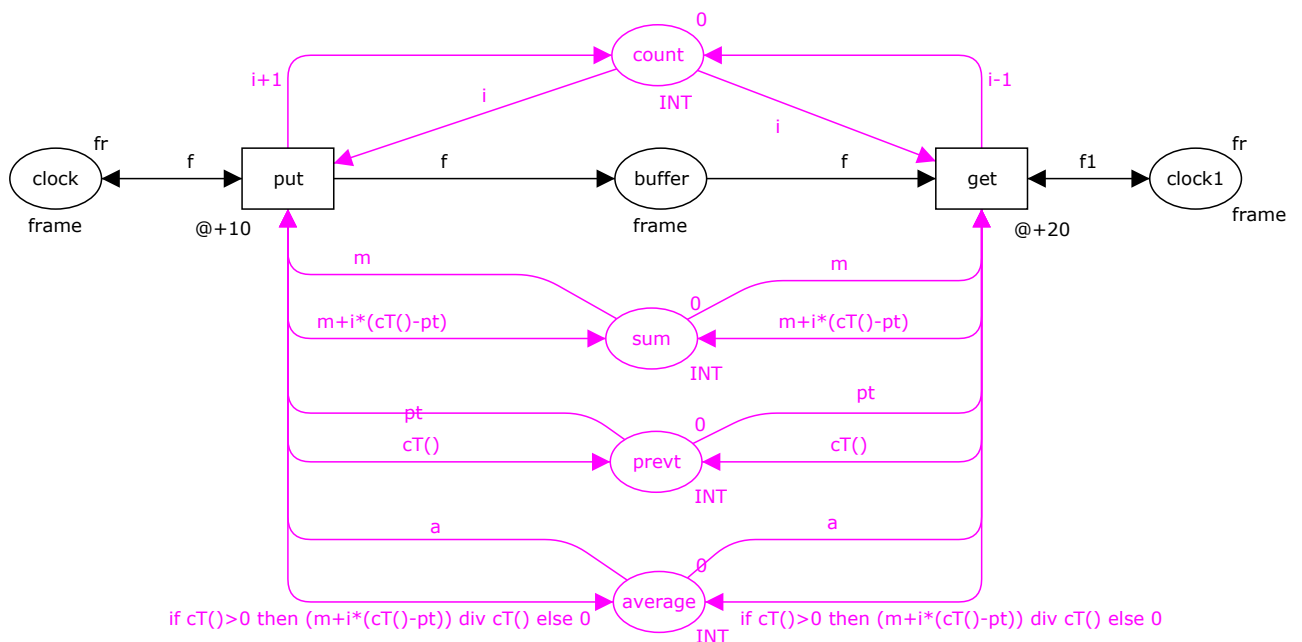 0
count
i+1
i-1
i
INT
i
fr
fr
f
f
f
f1
clock
put
buffer
get
clock1
frame
@+10
frame
@+20
frame
m
m
0
m+i*(cT()-pt)
m+i*(cT()-pt)
sum
INT
pt
pt
0
cT()
cT()
prevt
INT
a
a
0
average
if cT()>0 then (m+i*(cT()-pt)) div cT() else 0
if cT()>0 then (m+i*(cT()-pt)) div cT() else 0
INT